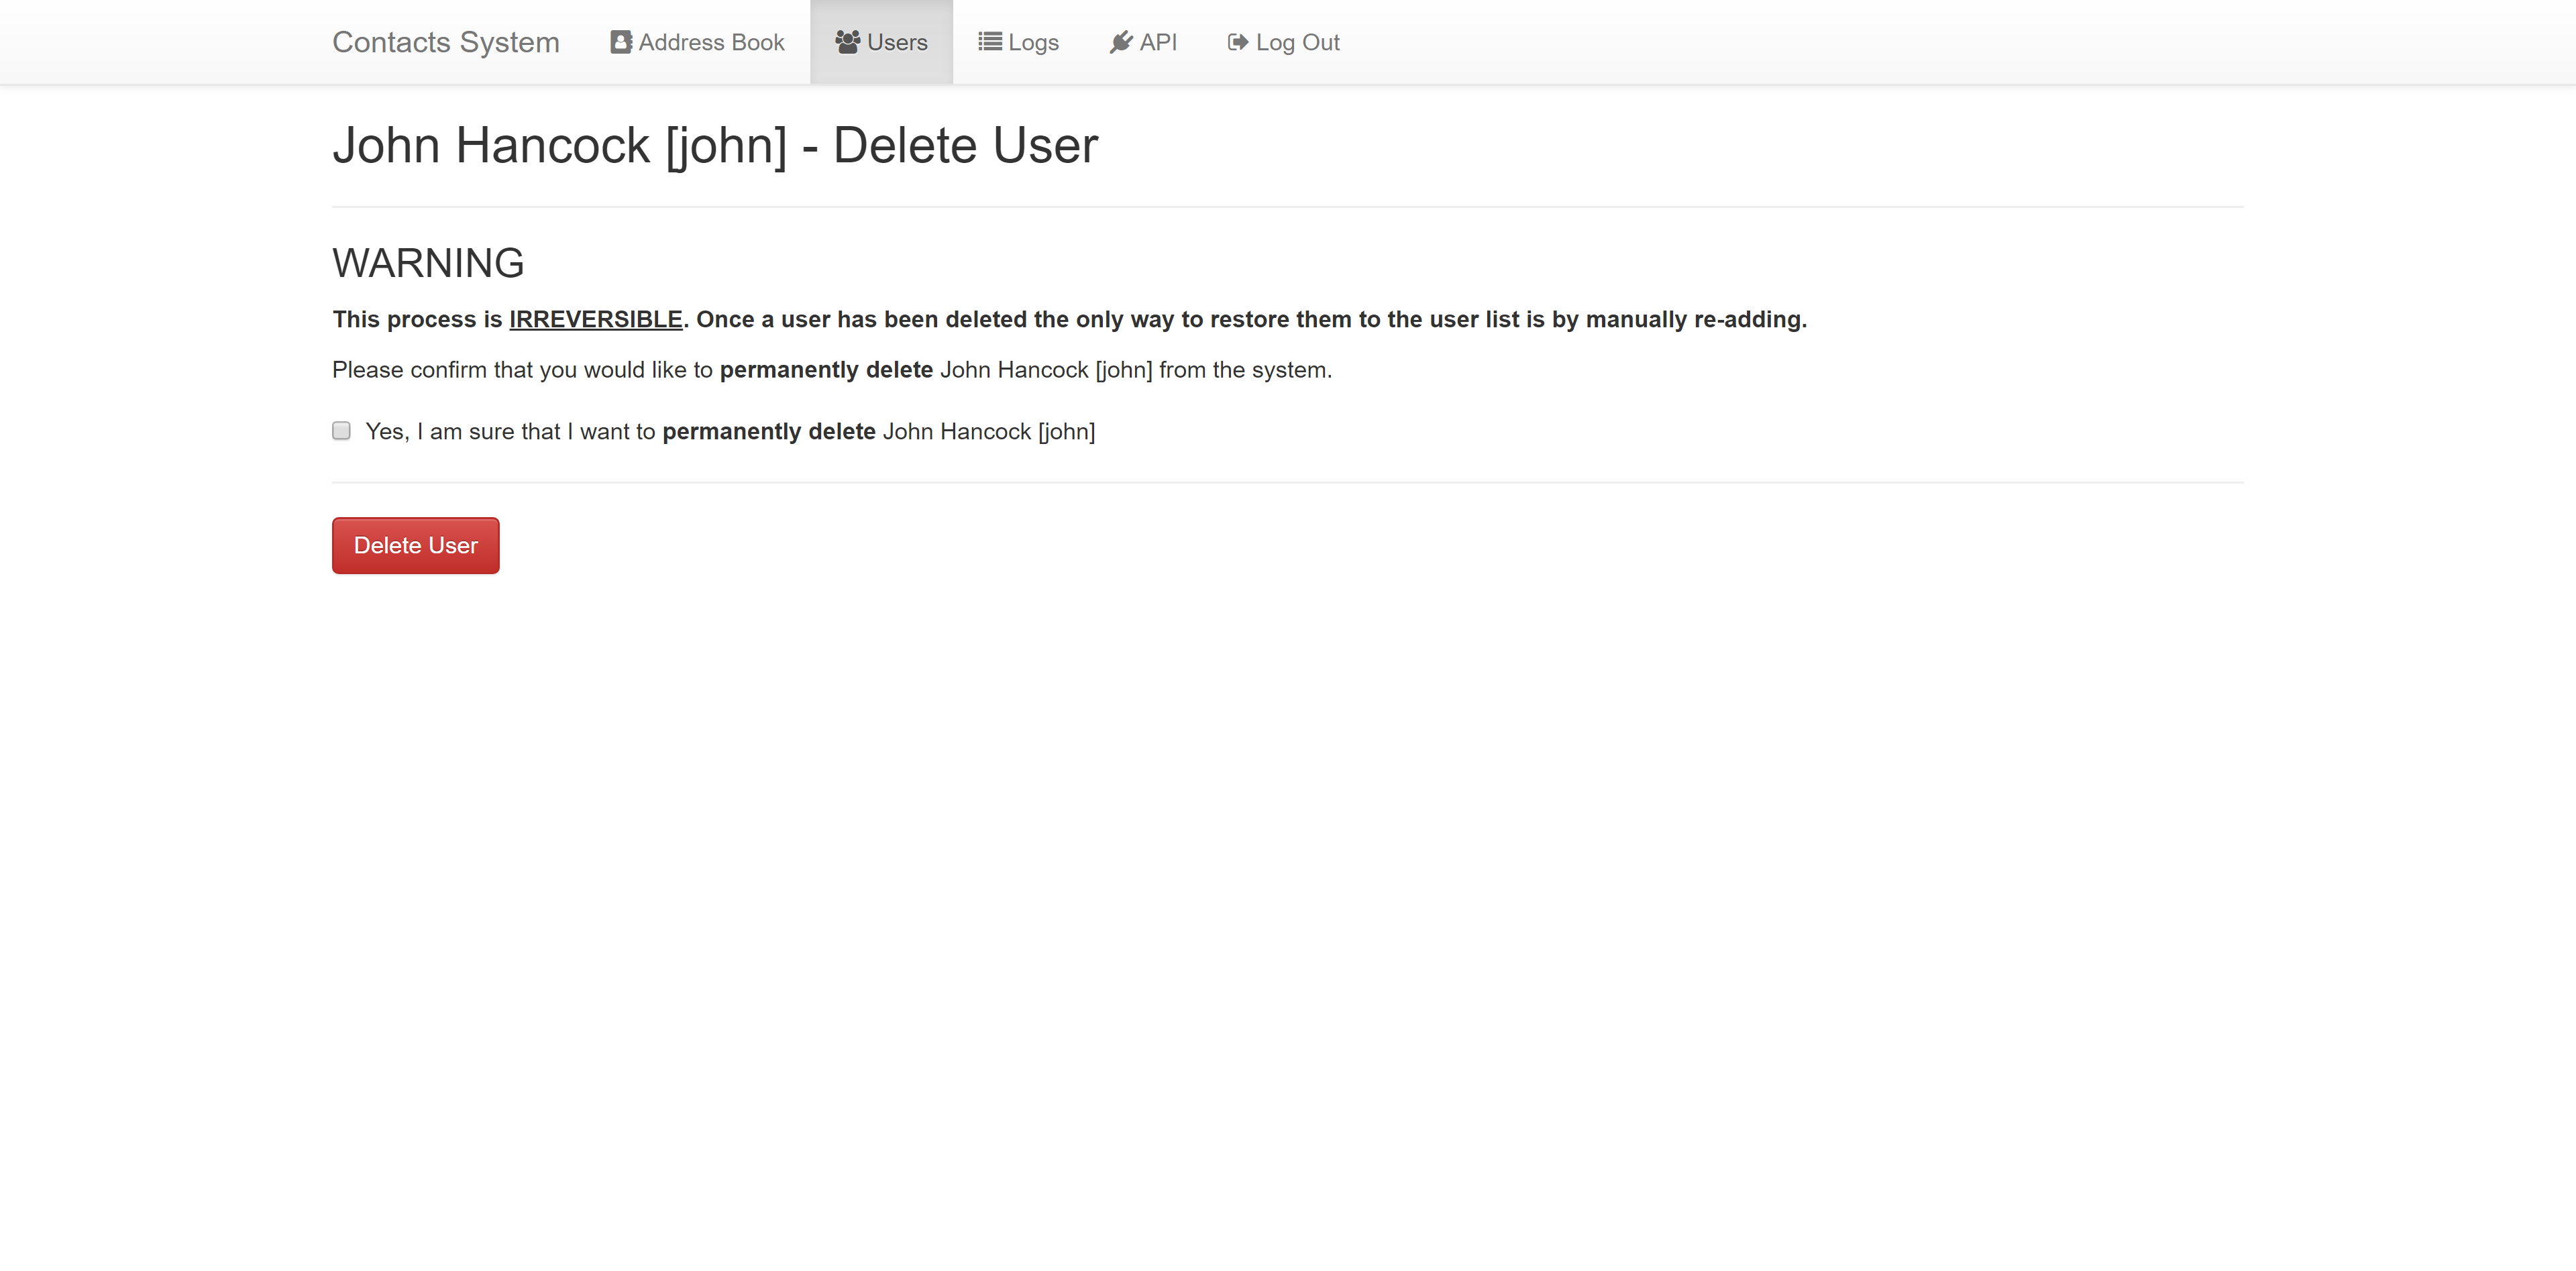 Contacts System Address Book Users Logs API Log Out
John Hancock [john] - Delete User
WARNING
This process is IRREVERSIBLE. Once a user has been deleted the only way to restore them to the user list is by manually re-adding.
Please confirm that you would like to permanently delete John Hancock [john] from the system.
Yes, I am sure that I want to permanently delete John Hancock [john]
Delete User